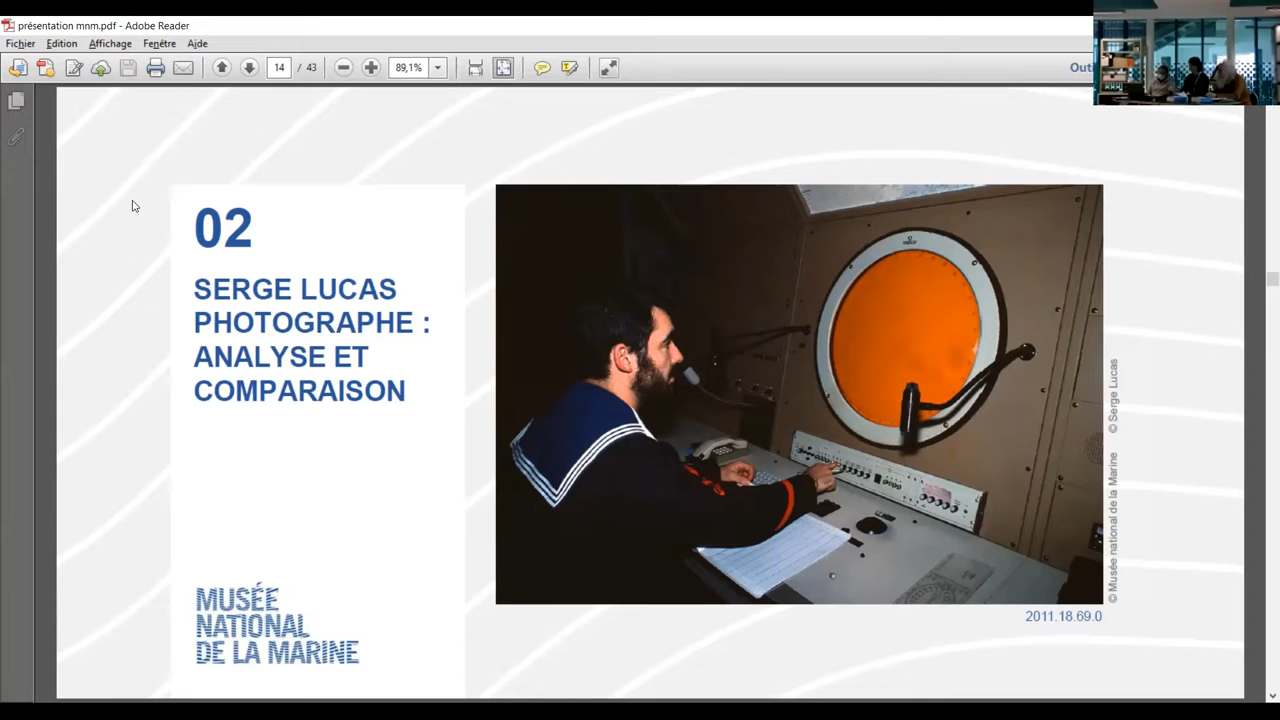 présentation mnm.pdf - Adobe Reader
Fichier Edition Affichage Fenêtre Aide
14 / 43 89,1%
02
SERGE LUCAS
PHOTOGRAPHE :
ANALYSE ET
COMPARAISON
MUSÉE
NATIONAL
DE LA MARINE
© Musée national de la Marine © Serge Lucas
2011.18.69.0